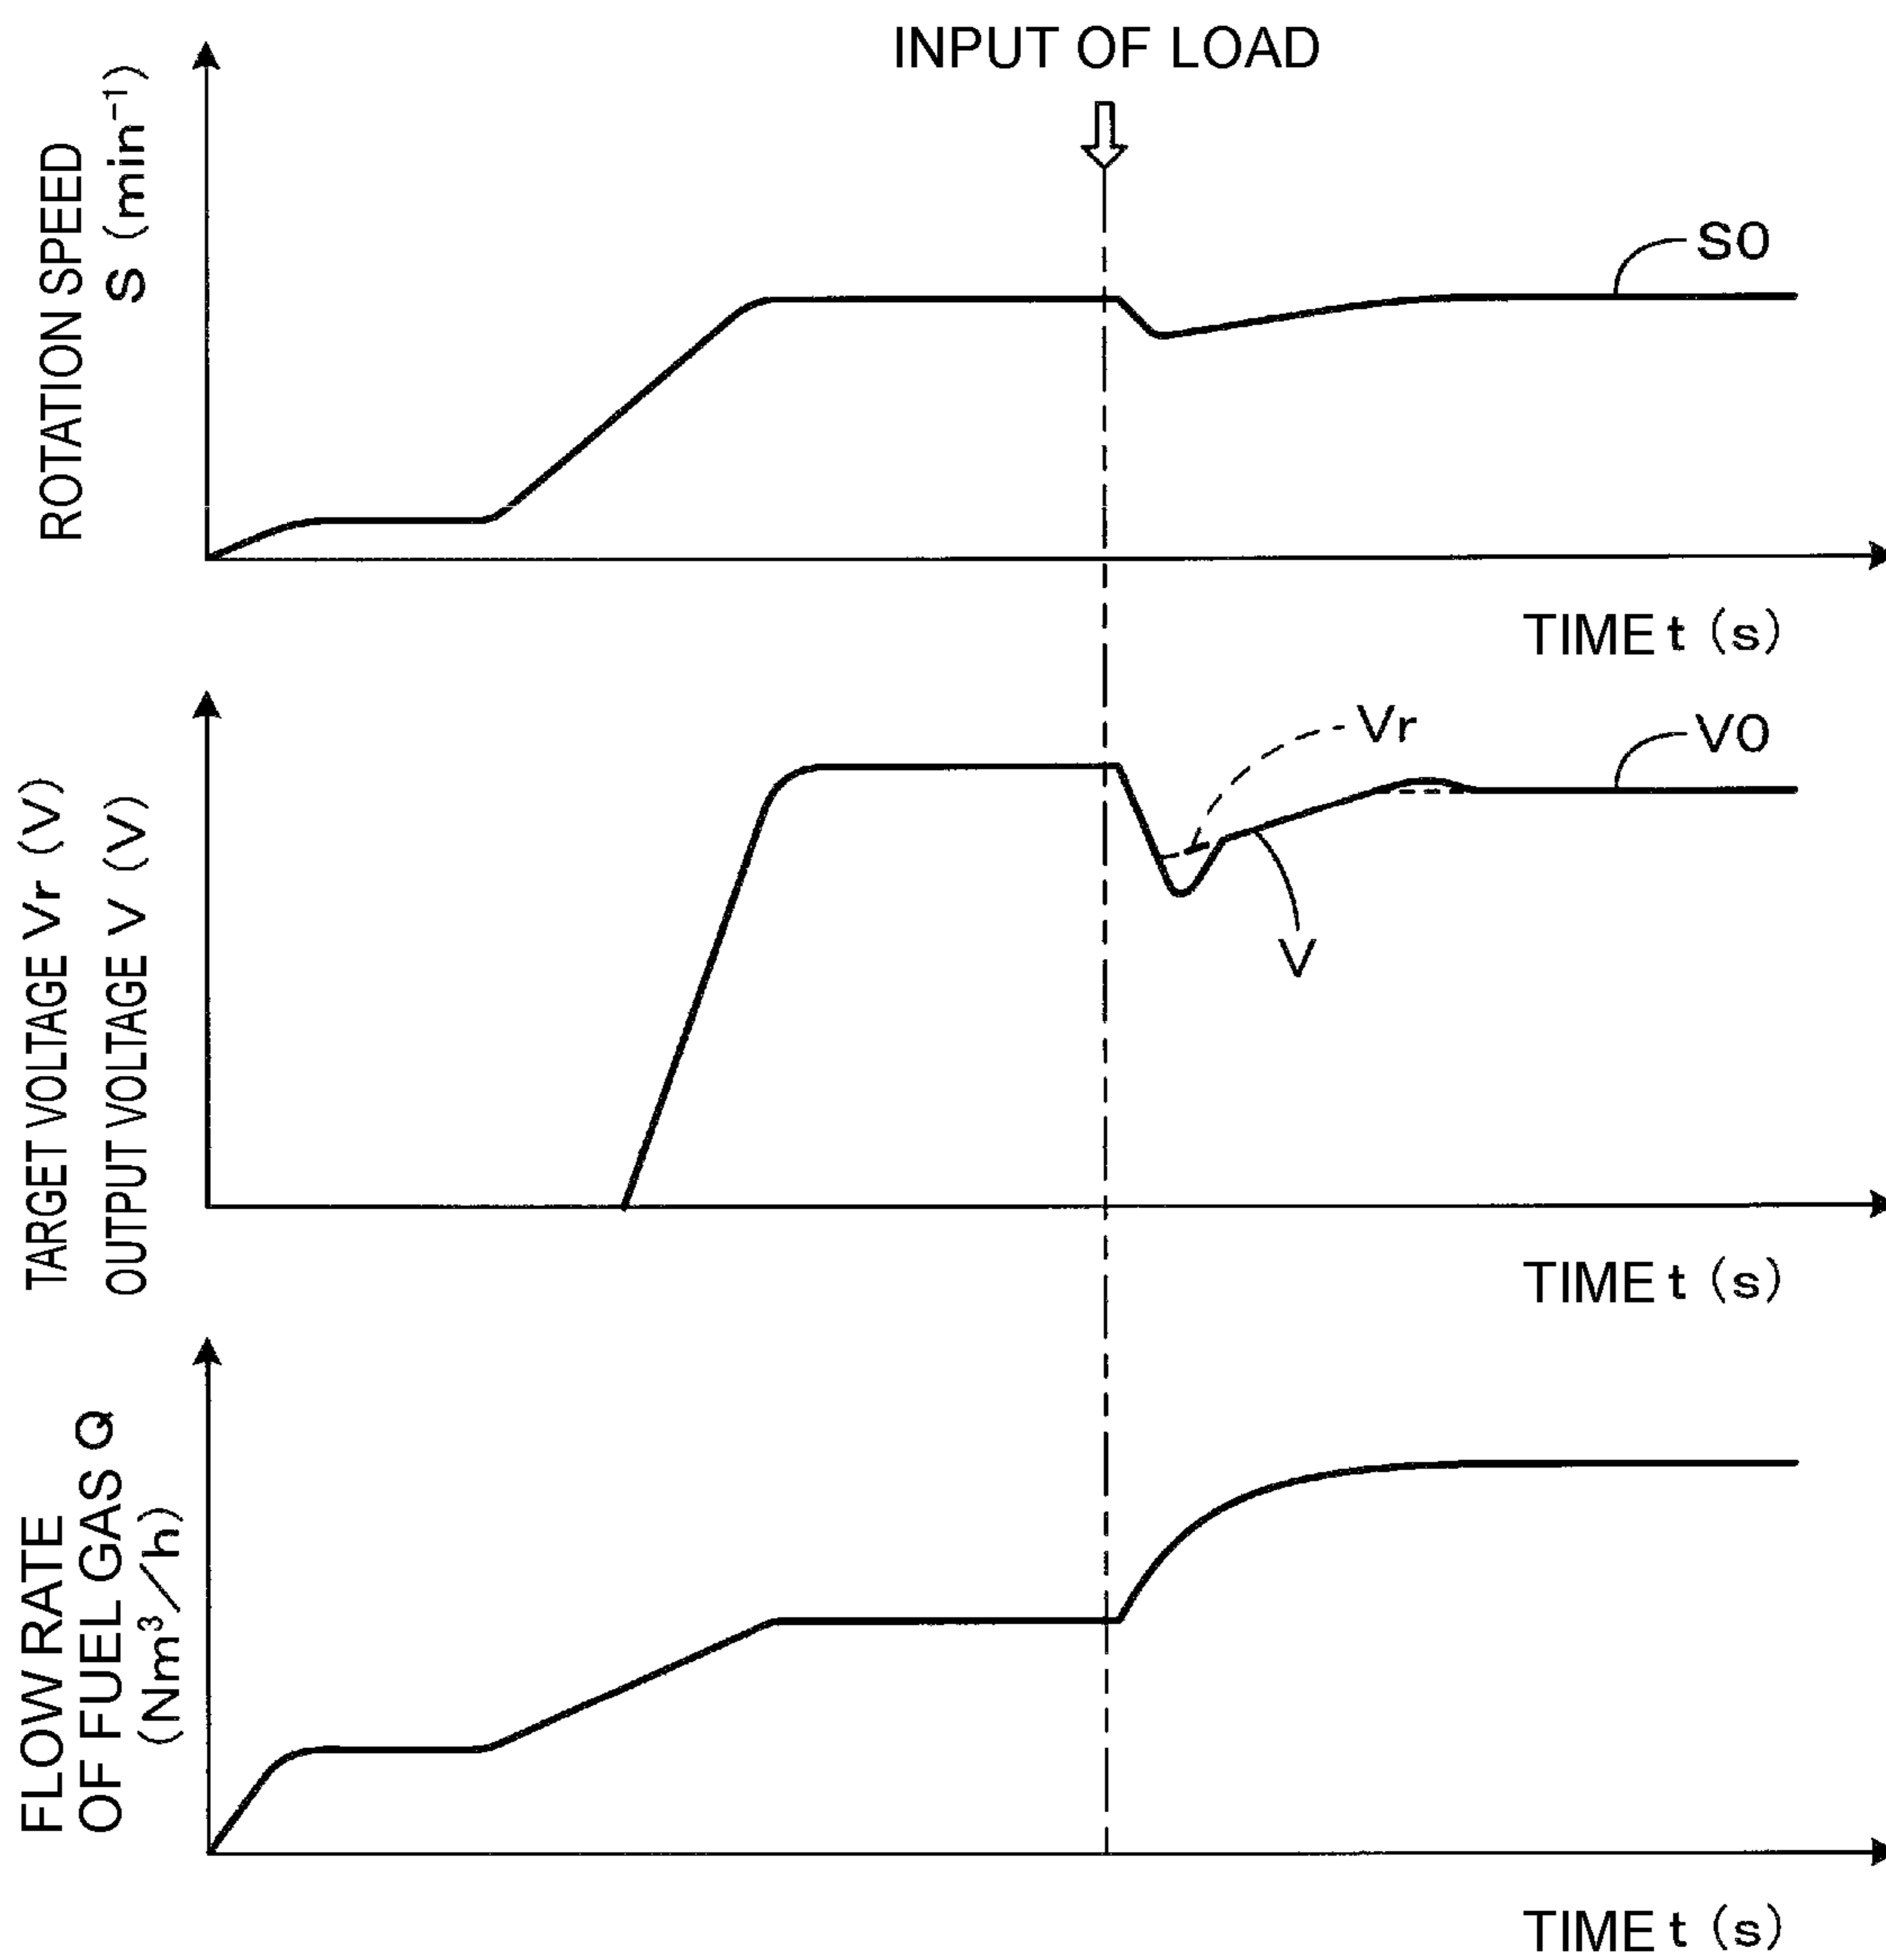 INPUT OF LOAD
ROTATION SPEED
S (min⁻¹)
S0
TIME t (s)
TARGET VOLTAGE Vr (V)
OUTPUT VOLTAGE V (V)
Vr
V0
V
TIME t (s)
FLOW RATE
OF FUEL GAS Q
(Nm³/h)
TIME t (s)